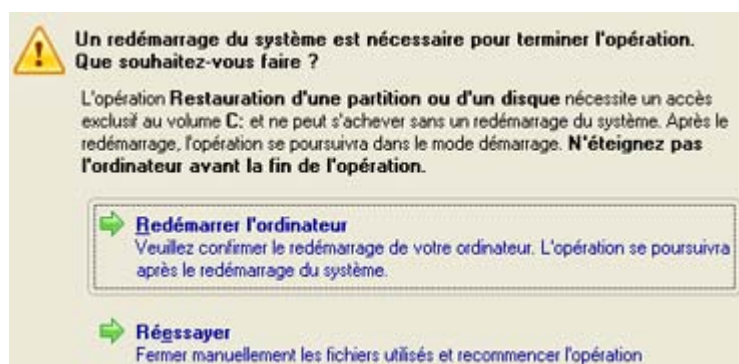 Un redémarrage du système est nécessaire pour terminer l'opération.
Que souhaitez-vous faire ?
L'opération Restauration d'une partition ou d'un disque nécessite un accès
exclusif au volume C: et ne peut s'achever sans un redémarrage du système. Après le
redémarrage, l'opération se poursuivra dans le mode démarrage. N'éteignez pas
l'ordinateur avant la fin de l'opération.
Redémarrer l'ordinateur
Veuillez confirmer le redémarrage de votre ordinateur. L'opération se poursuivra
après le redémarrage du système.
Réessayer
Fermer manuellement les fichiers utilisés et recommencer l'opération